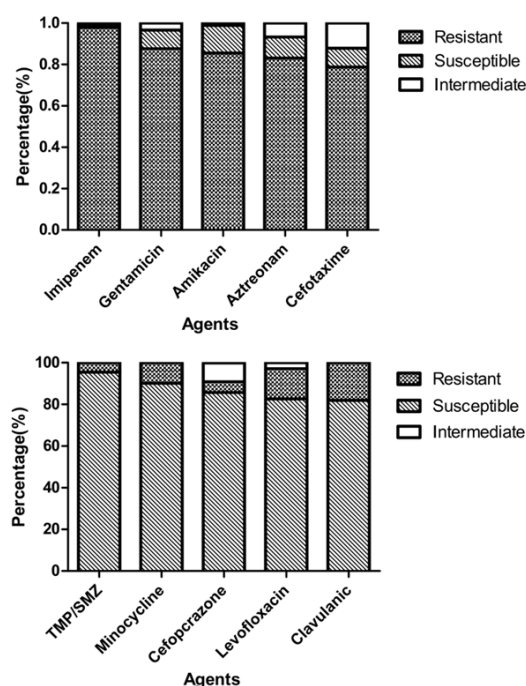 Percentage(%)
1.0
0.8
0.6
0.4
0.2
0.0
Imipenem
Gentamicin
Amikacin
Aztreonam
Cefotaxime
Agents
Resistant
Susceptible
Intermediate
Percentage(%)
100
80
60
40
20
0
TMP/SMZ
Minocycline
Cefopcrazone
Levofloxacin
Clavulanic
Agents
Resistant
Susceptible
Intermediate